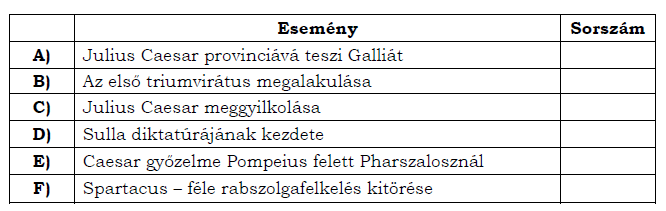 Esemény Sorszám
A) Julius Caesar provinciává teszi Galliát
B) Az első triumvirátus megalakulása
C) Julius Caesar meggyilkolása
D) Sulla diktatúrájának kezdete
E) Caesar győzelme Pompeius felett Pharszalosznál
F) Spartacus – féle rabszolgafelkelés kitörése